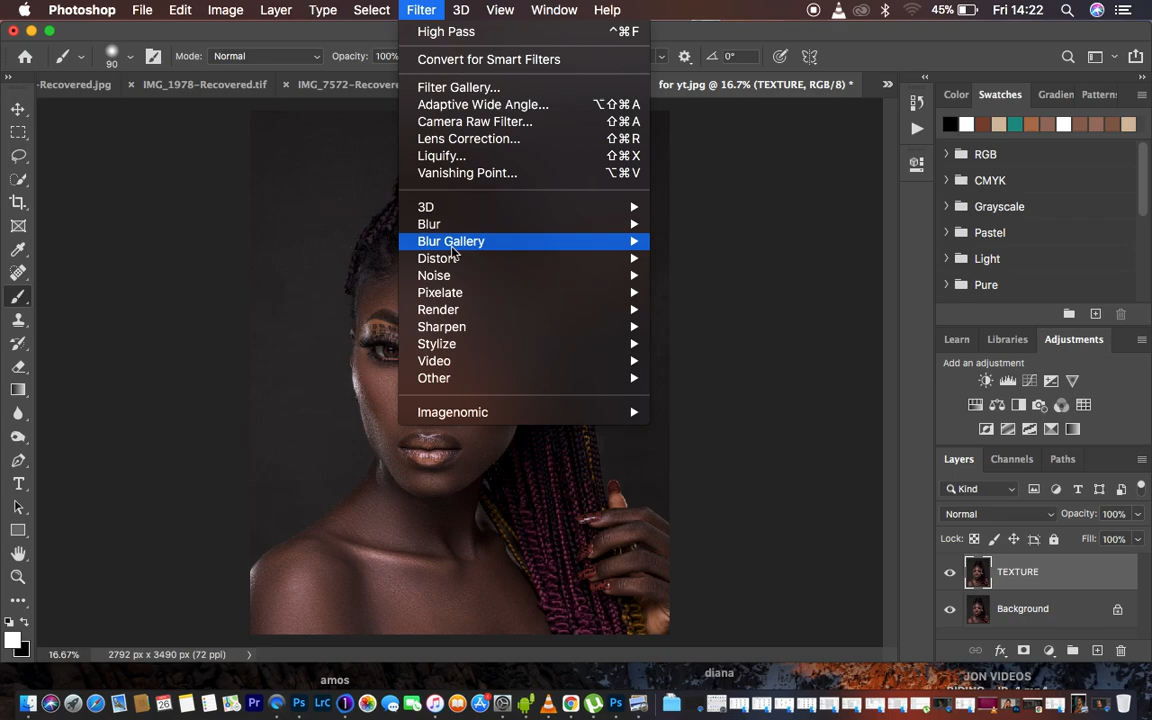 Photoshop File Edit Image Layer Type Select Filter 3D View Window Help 45% Fri 14:22
90 Mode: Normal Opacity: 100% 0°
-Recovered.jpg × IMG_1978-Recovered.tif × IMG_7572-Recovere for yt.jpg @ 16.7% (TEXTURE, RGB/8) *
High Pass ^⌘F
Convert for Smart Filters
Filter Gallery...
Adaptive Wide Angle... ⌥⇧⌘A
Camera Raw Filter... ⇧⌘A
Lens Correction... ⇧⌘R
Liquify... ⇧⌘X
Vanishing Point... ⌥⌘V
3D
Blur
Blur Gallery
Distort
Noise
Pixelate
Render
Sharpen
Stylize
Video
Other
Imagenomic
Color Swatches Gradien Pattern
RGB
CMYK
Grayscale
Pastel
Light
Pure
Learn Libraries Adjustments
Add an adjustment
Layers Channels Paths
Kind
Normal Opacity: 100%
Lock: Fill: 100%
TEXTURE
Background
fx
16.67% 2792 px x 3490 px (72 ppi)
amos
diana
JON VIDEOS